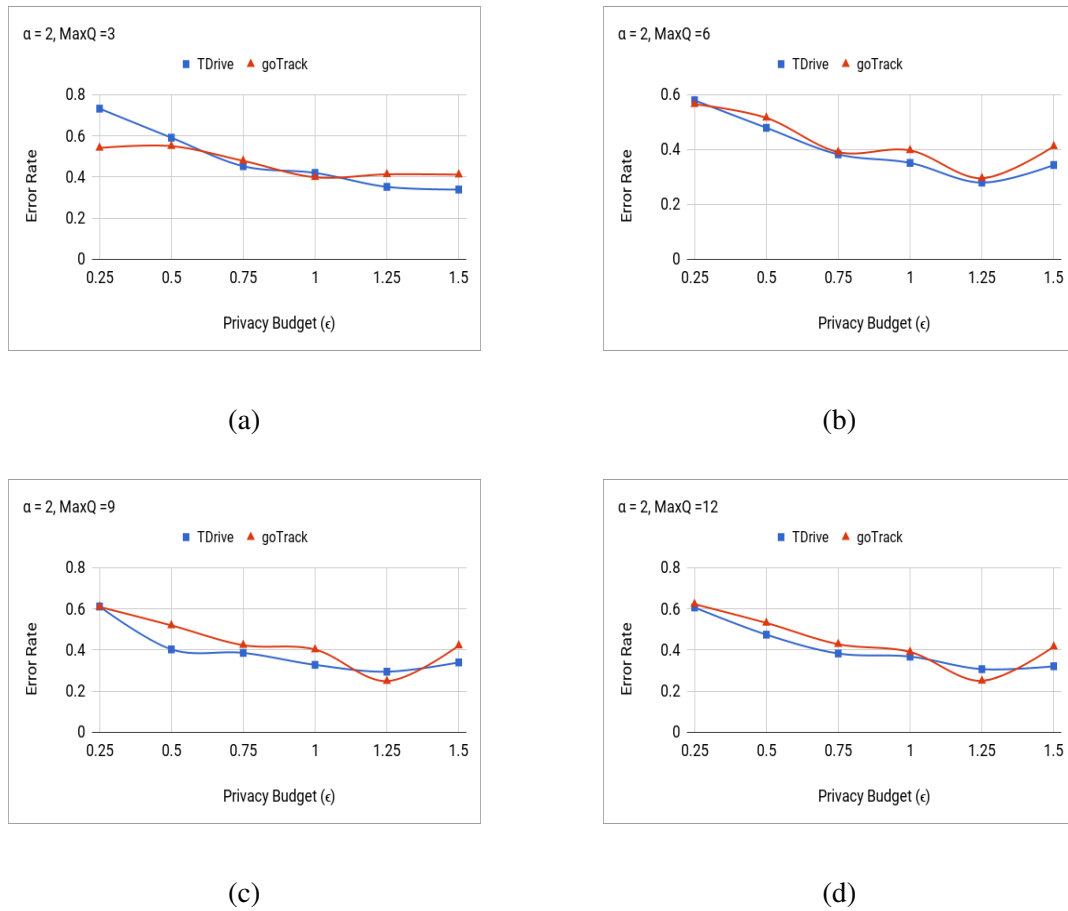 α = 2, MaxQ =3
TDrive goTrack
0.8
0.6
0.4
0.2
0
Error Rate
0.25 0.5 0.75 1 1.25 1.5
Privacy Budget (ϵ)
(a)
α = 2, MaxQ =6
TDrive goTrack
0.6
0.4
0.2
0
Error Rate
0.25 0.5 0.75 1 1.25 1.5
Privacy Budget (ϵ)
(b)
α = 2, MaxQ =9
TDrive goTrack
0.8
0.6
0.4
0.2
0
Error Rate
0.25 0.5 0.75 1 1.25 1.5
Privacy Budget (ϵ)
(c)
α = 2, MaxQ =12
TDrive goTrack
0.8
0.6
0.4
0.2
0
Error Rate
0.25 0.5 0.75 1 1.25 1.5
Privacy Budget (ϵ)
(d)